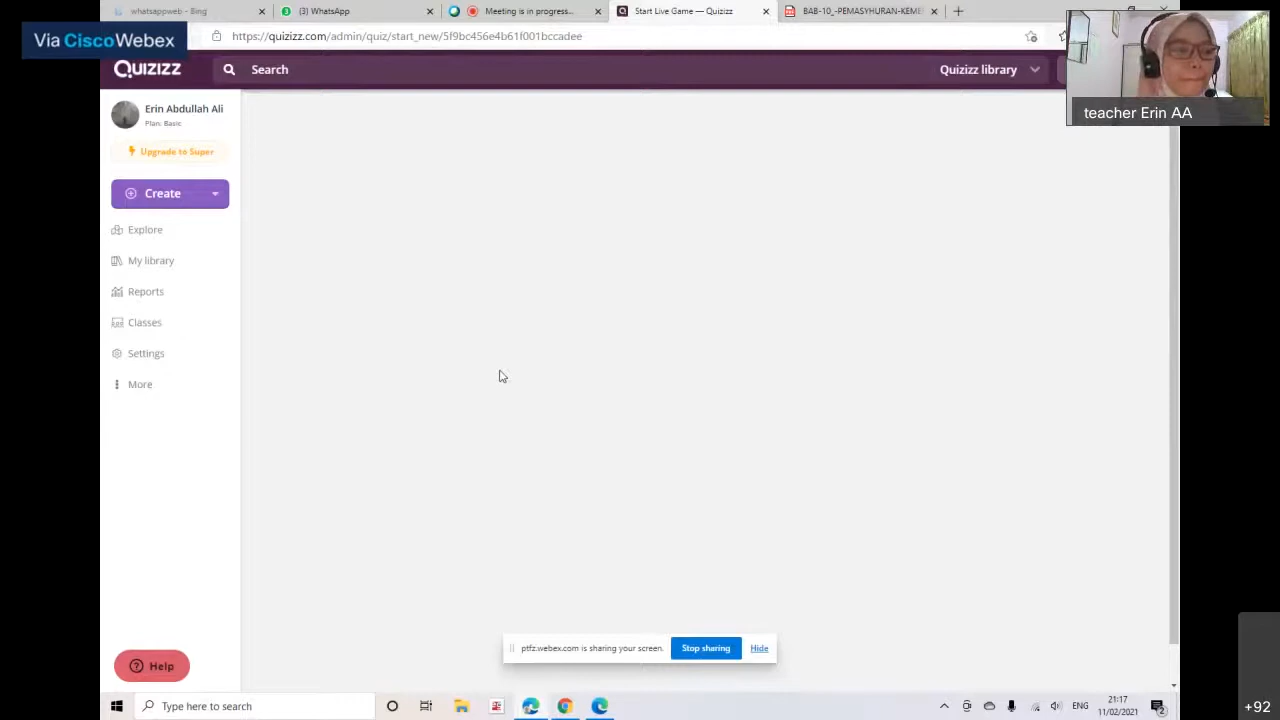 whatsappweb - Bing
(3) WhatsApp
Meeting is in progres...
Start Live Game — Quizizz
BAB-10_-PEMASYHURAN-KEMB
Via CiscoWebex
https://quizizz.com/admin/quiz/start_new/5f9bc456e4b61f001bccadee
QUIZIZZ
Search
Quizizz library
teacher Erin AA
Erin Abdullah Ali
Plan: Basic
Upgrade to Super
Create
Explore
My library
Reports
Classes
Settings
More
ptfz.webex.com is sharing your screen.
Stop sharing
Hide
Help
Type here to search
ENG
21:17
11/02/2021
2
+92